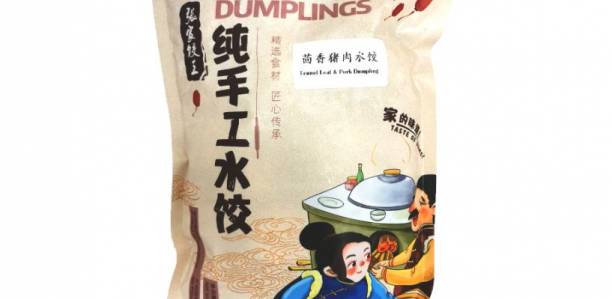 DUMPLINGS
张家饺王
纯手工水饺
精选食材 匠心传承
茴香猪肉水饺
Fennel Leaf & Pork Dumpling
家的味道
TASTE OF